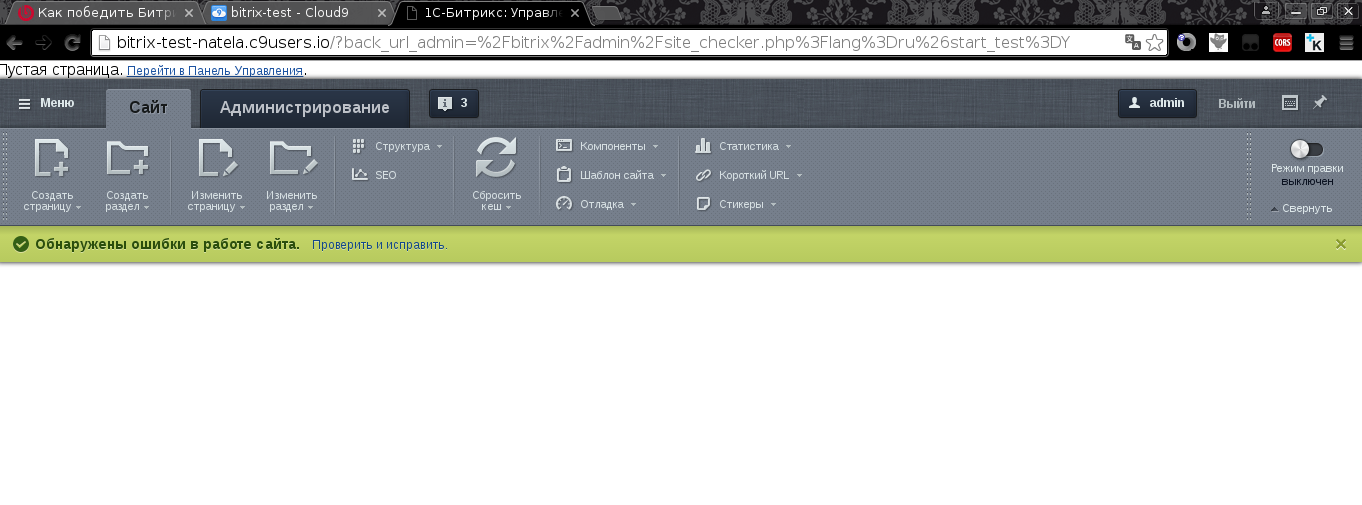 Как победить Битри
bitrix-test - Cloud9
1С-Битрикс: Управле
bitrix-test-natela.c9users.io/?back_url_admin=%2Fbitrix%2Fadmin%2Fsite_checker.php%3Flang%3Dru%26start_test%3DY
CORS
K
Пустая страница. Перейти в Панель Управления.
Меню
Сайт
Администрирование
3
admin
Выйти
Создать
страницу
Создать
раздел
Изменить
страницу
Изменить
раздел
Структура
SEO
Сбросить
кеш
Компоненты
Шаблон сайта
Отладка
Статистика
Короткий URL
Стикеры
Режим правки
выключен
Свернуть
Обнаружены ошибки в работе сайта. Проверить и исправить.